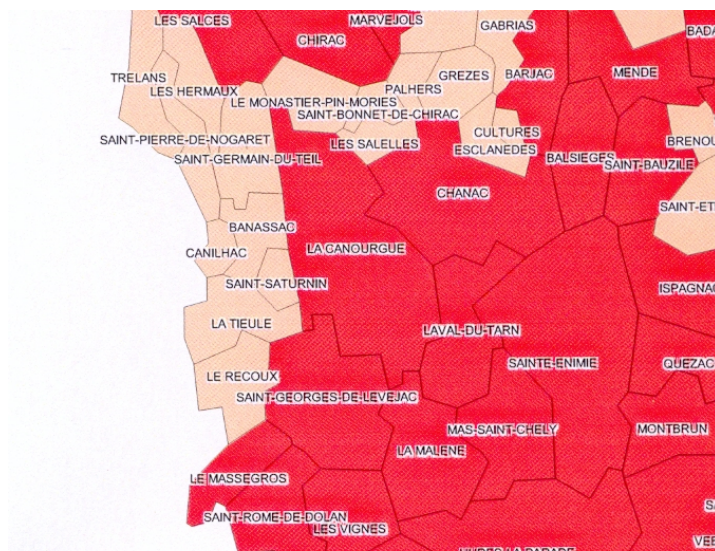 LES SALCES
MARVEJOLS
GABRIAS
CHIRAC
TRELANS
LES HERMAUX
PALHERS
GREZES
BARJAC
MENDE
LE MONASTIER-PIN-MORIES
SAINT-BONNET-DE-CHIRAC
SAINT-PIERRE-DE-NOGARET
LES SALELLES
CULTURES
ESCLANEDES
SAINT-GERMAIN-DU-TEIL
BALSIEGES
SAINT-BAUZILE
CHANAC
BANASSAC
CANILHAC
LA CANOURGUE
SAINT-SATURNIN
LA TIEULE
LAVAL-DU-TARN
SAINTE-ENIMIE
LE RECOUX
SAINT-GEORGES-DE-LEVEJAC
MAS-SAINT-CHELY
MONTBRUN
LA MALENE
LE MASSEGROS
SAINT-ROME-DE-DOLAN
LES VIGNES